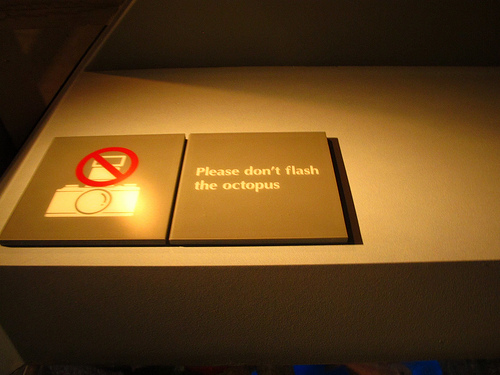 Please don't flash
the octopus